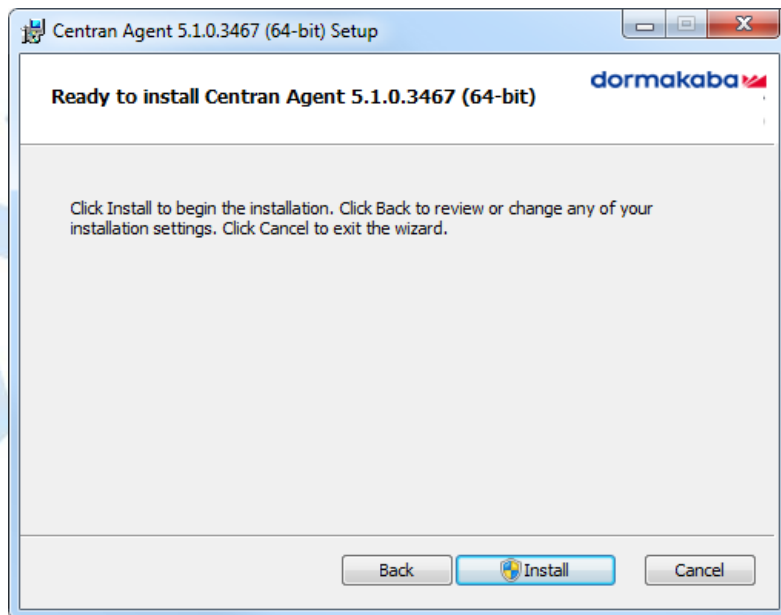 Centran Agent 5.1.0.3467 (64-bit) Setup
dormakaba
Ready to install Centran Agent 5.1.0.3467 (64-bit)
Click Install to begin the installation. Click Back to review or change any of your
installation settings. Click Cancel to exit the wizard.
Back Install Cancel